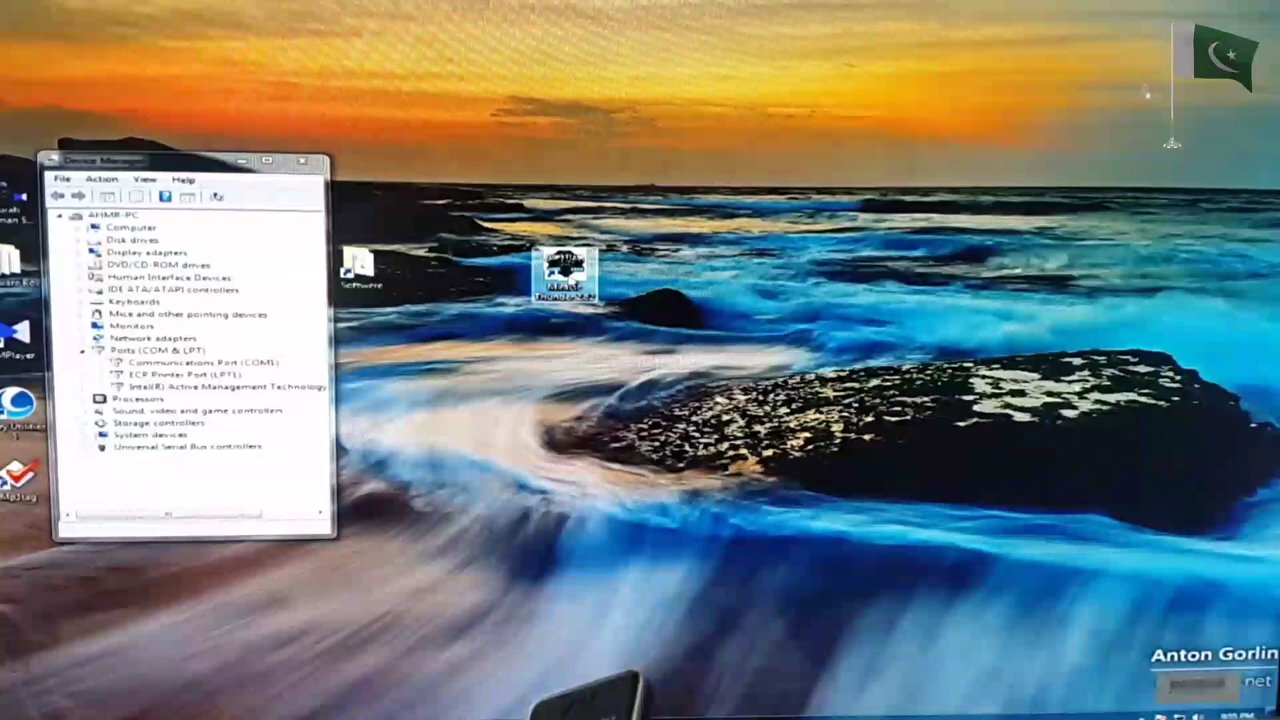 Device Manager
File Action View Help
AHMR-PC
Computer
Disk drives
Display adapters
DVD/CD-ROM drives
Human Interface Devices
IDE ATA/ATAPI controllers
Keyboards
Mice and other pointing devices
Monitors
Network adapters
Ports (COM & LPT)
Communications Port (COM1)
ECP Printer Port (LPT1)
Intel(R) Active Management Technology
Processors
Sound, video and game controllers
Storage controllers
System devices
Universal Serial Bus controllers
MPlayer
Mp3tag
Software
Anton Gorlin
net